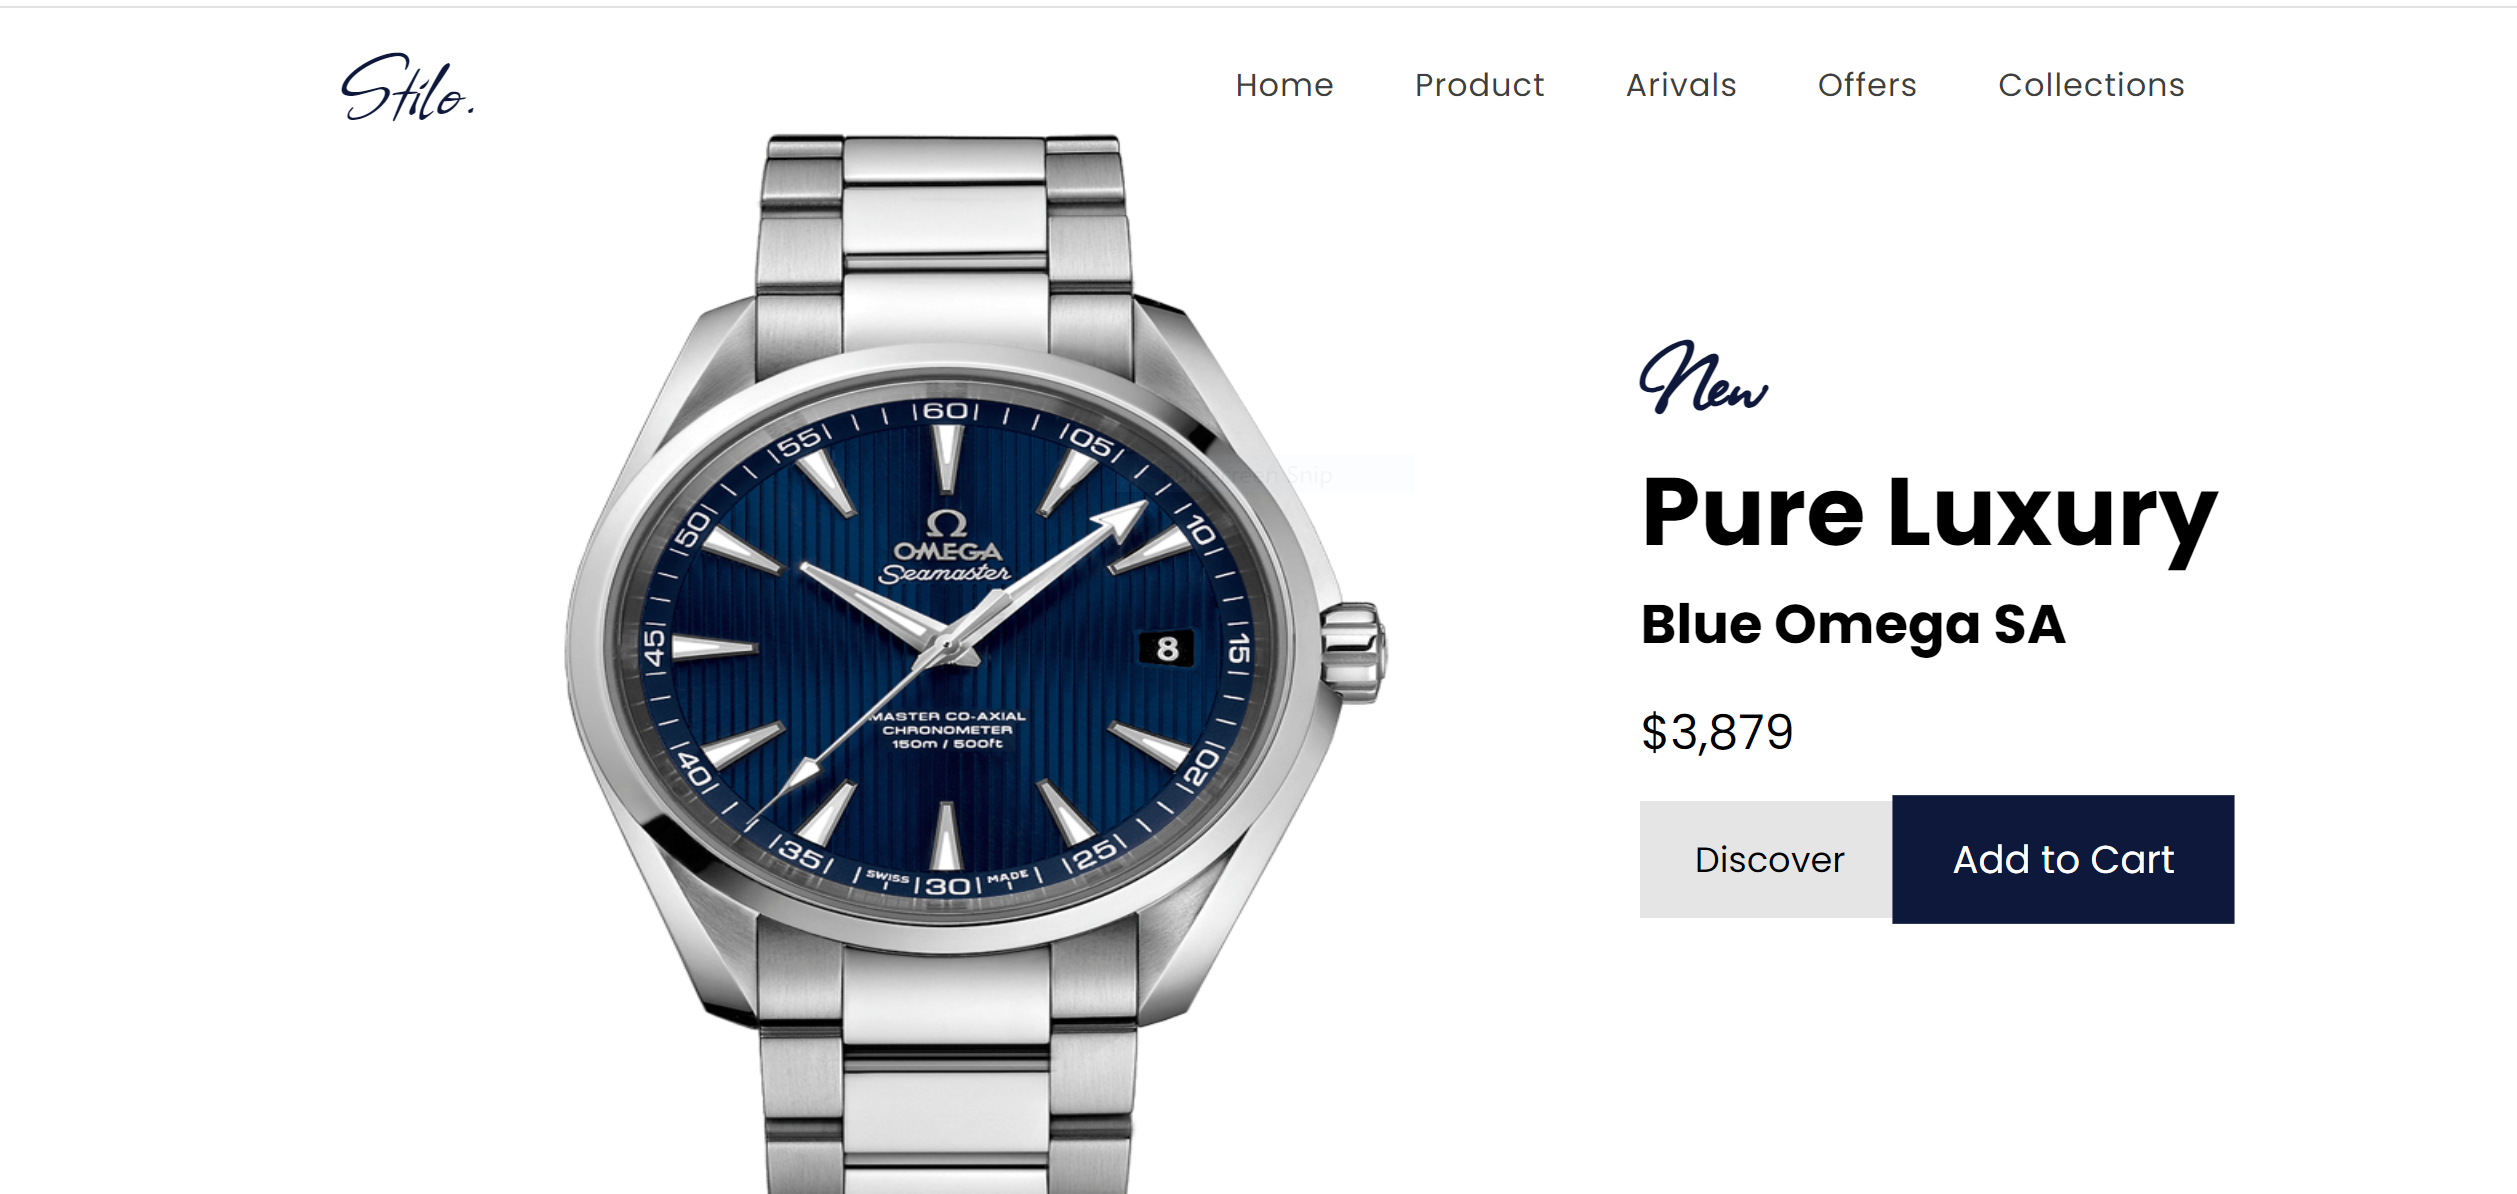 Stilo.
Home Product Arivals Offers Collections
60
55 05
50 10
45 15
40 20
35 25
30
Ω
OMEGA
Seamaster
8
MASTER CO-AXIAL
CHRONOMETER
150m / 500ft
SWISS MADE
New
Pure Luxury
Blue Omega SA
$3,879
Discover Add to Cart